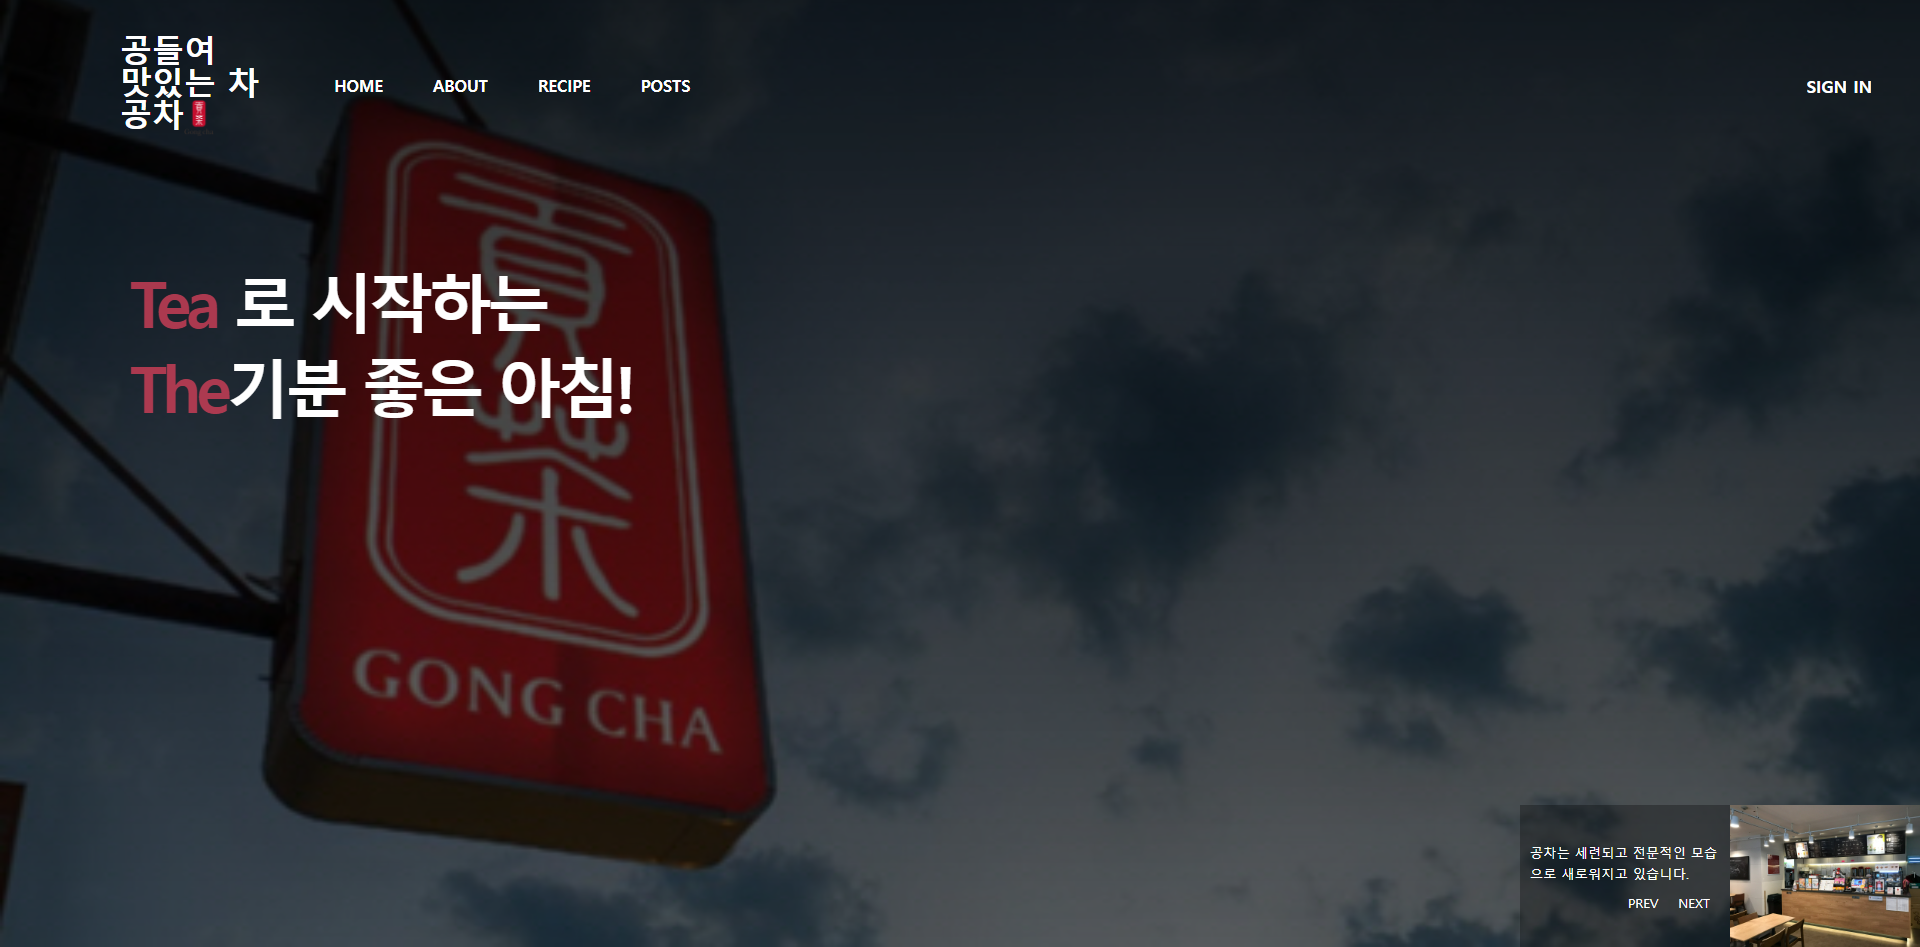 공들여
맛있는 차
공차
HOME ABOUT RECIPE POSTS
SIGN IN
Tea 로 시작하는
The기분 좋은 아침!
貢茶
GONG CHA
공차는 세련되고 전문적인 모습
으로 새로워지고 있습니다.
PREV NEXT